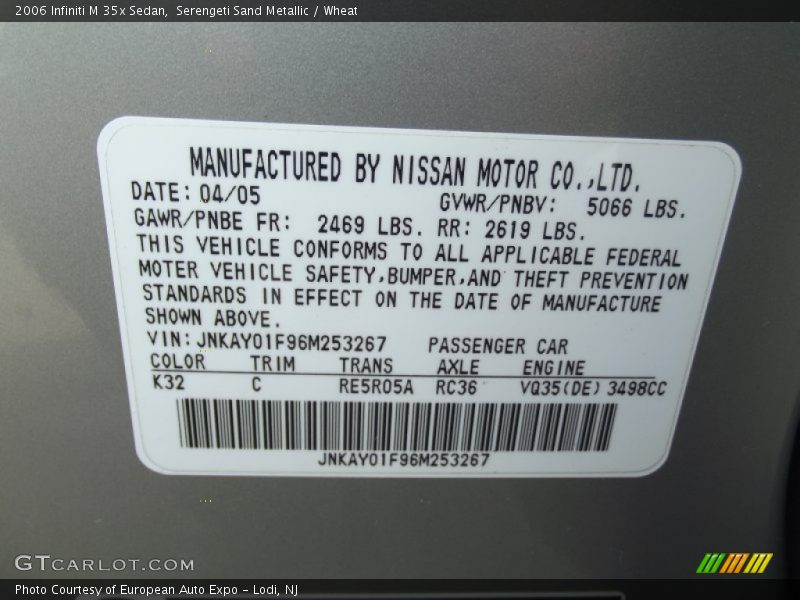 2006 Infiniti M 35x Sedan,  Serengeti Sand Metallic / Wheat
MANUFACTURED BY NISSAN MOTOR CO.,LTD.
DATE: 04/05 GVWR/PNBV: 5066 LBS.
GAWR/PNBE FR: 2469 LBS. RR: 2619 LBS.
THIS VEHICLE CONFORMS TO ALL APPLICABLE FEDERAL
MOTER VEHICLE SAFETY,BUMPER,AND THEFT PREVENTION
STANDARDS IN EFFECT ON THE DATE OF MANUFACTURE
SHOWN ABOVE.
VIN: JNKAY01F96M253267 PASSENGER CAR
COLOR TRIM TRANS AXLE ENGINE
K32 C RE5R05A RC36 VQ35(DE) 3498CC
JNKAY01F96M253267
GTCARLOT.COM
Photo Courtesy of European Auto Expo - Lodi, NJ